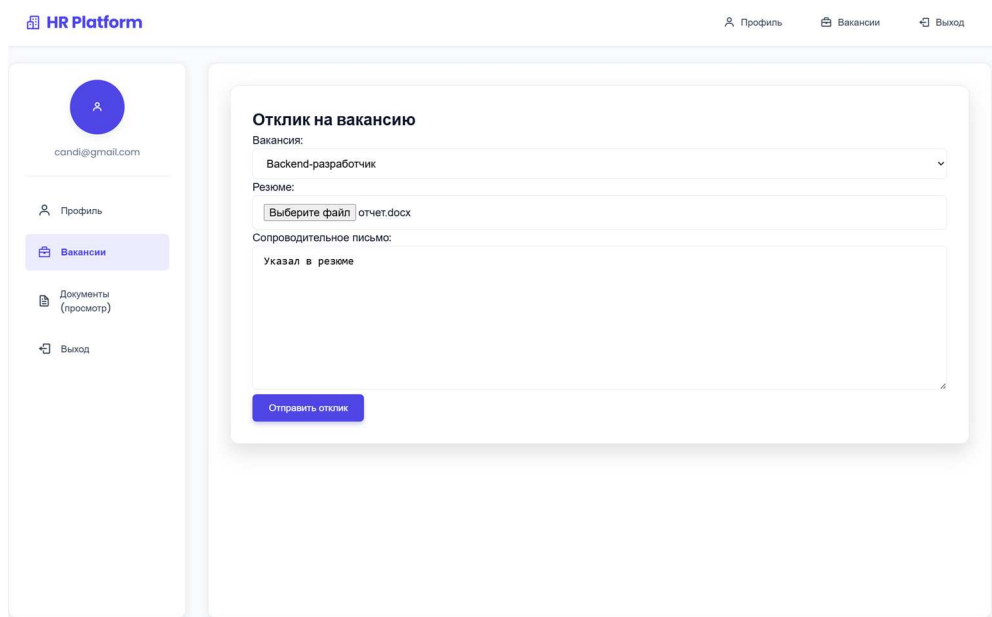 HR Platform
Профиль
Вакансии
Выход
candi@gmail.com
Профиль
Вакансии
Документы
(просмотр)
Выход
Отклик на вакансию
Вакансия:
Backend-разработчик
Резюме:
Выберите файл отчет.docx
Сопроводительное письмо:
Указал в резюме
Отправить отклик